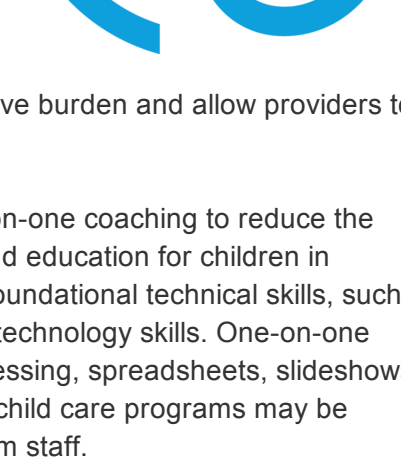 ve burden and allow providers to
on-one coaching to reduce the
d education for children in
oundational technical skills, such
technology skills. One-on-one
essing, spreadsheets, slideshow
child care programs may be
m staff.